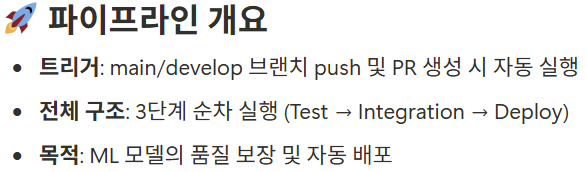 🚀 파이프라인 개요
• 트리거: main/develop 브랜치 push 및 PR 생성 시 자동 실행
• 전체 구조: 3단계 순차 실행 (Test → Integration → Deploy)
• 목적: ML 모델의 품질 보장 및 자동 배포